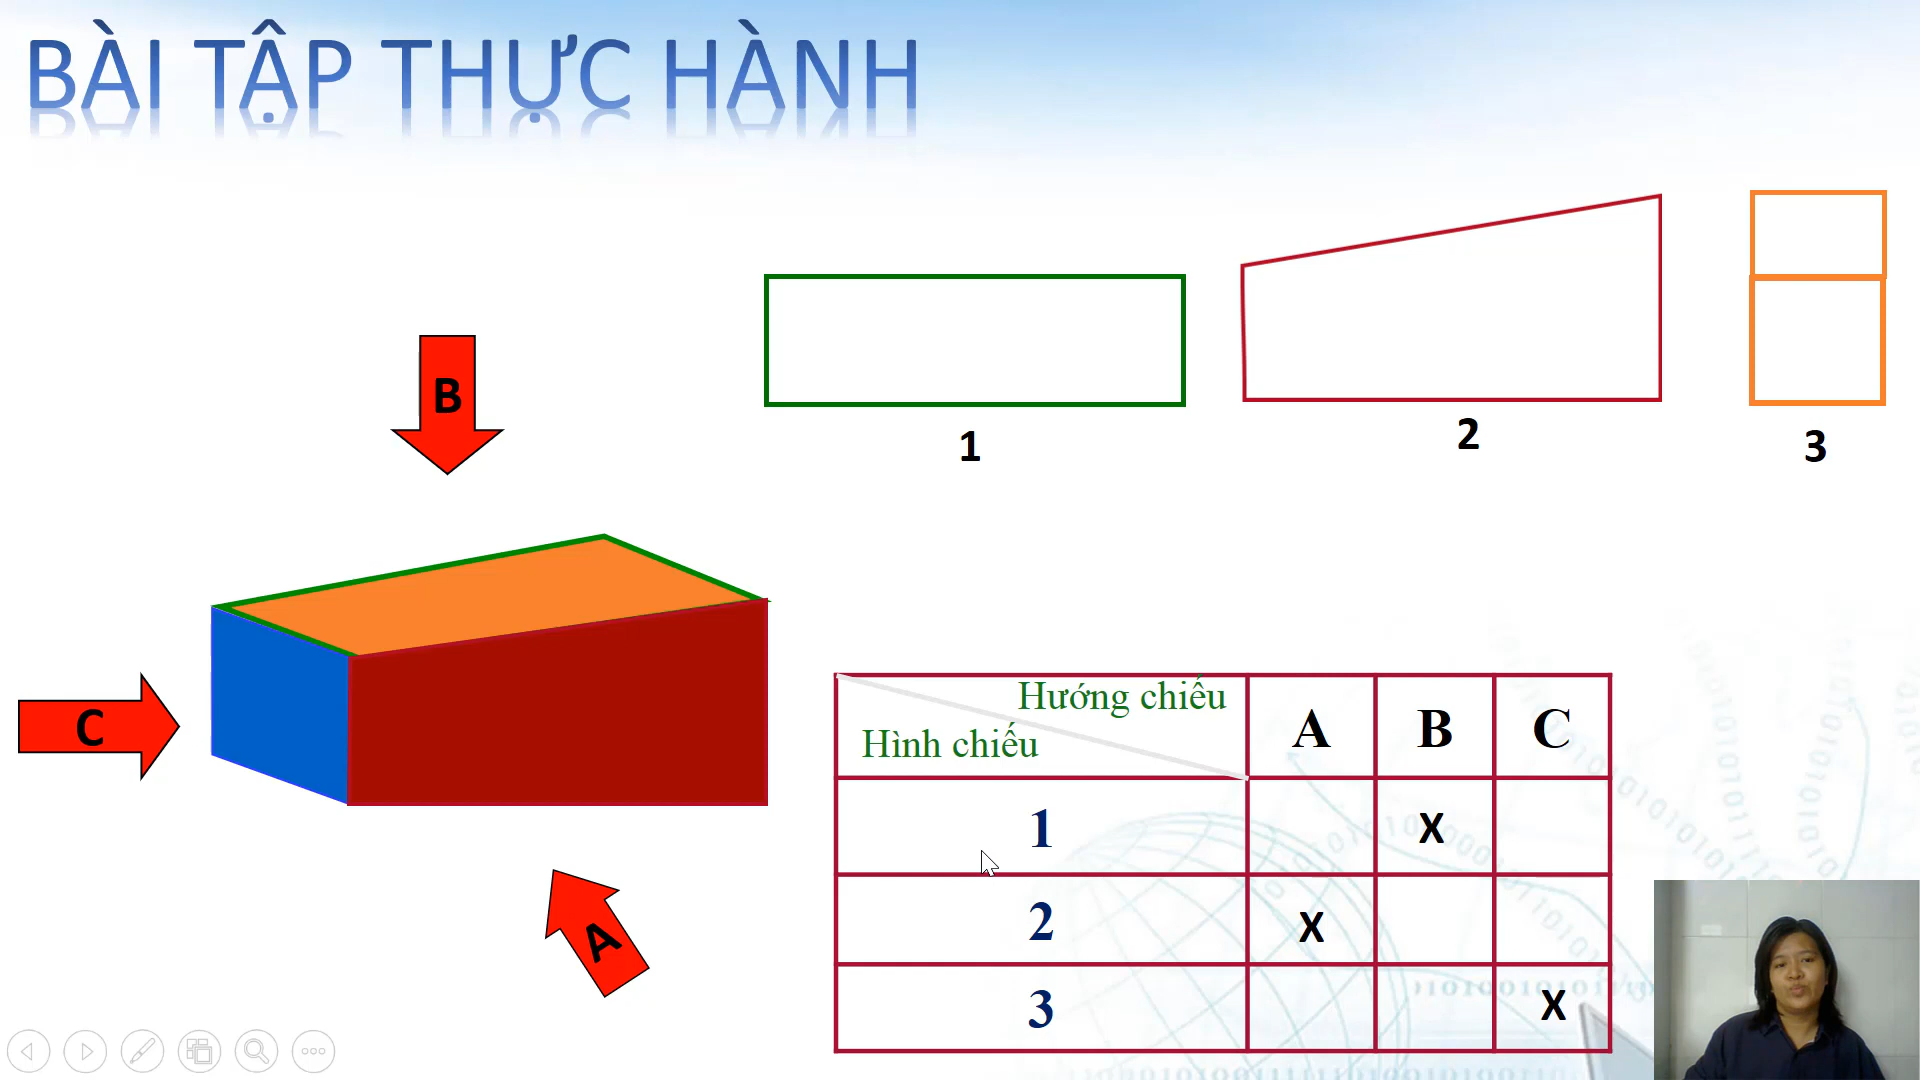 BÀI TẬP THỰC HÀNH
1
2
3
B
C
A
Hướng chiếu
Hình chiếu
A B C
1 X
2 X
3 X